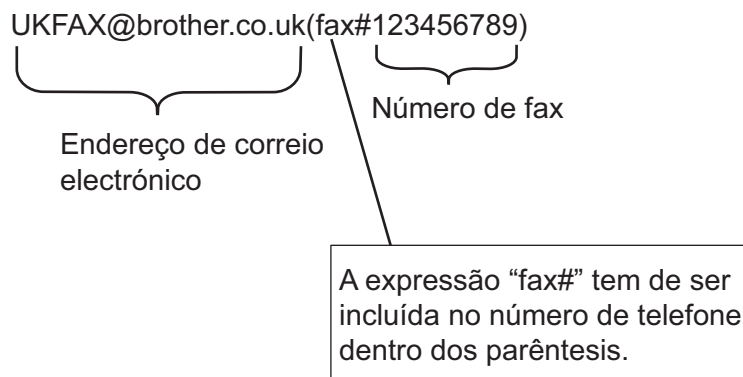 UKFAX@brother.co.uk(fax#123456789)
Número de fax
Endereço de correio
electrónico
A expressão “fax#” tem de ser
incluída no número de telefone
dentro dos parêntesis.